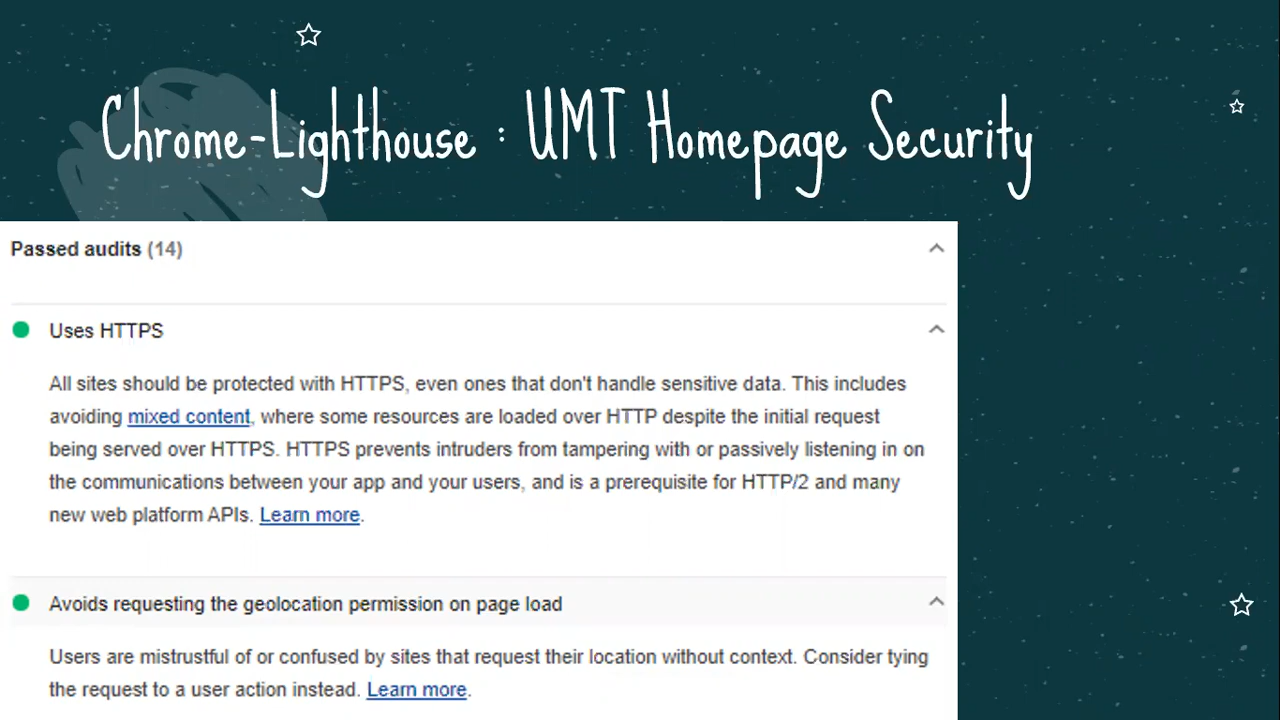 Chrome-Lighthouse : UMT Homepage Security
Passed audits (14)
Uses HTTPS
All sites should be protected with HTTPS, even ones that don't handle sensitive data. This includes
avoiding mixed content, where some resources are loaded over HTTP despite the initial request
being served over HTTPS. HTTPS prevents intruders from tampering with or passively listening in on
the communications between your app and your users, and is a prerequisite for HTTP/2 and many
new web platform APIs. Learn more.
Avoids requesting the geolocation permission on page load
Users are mistrustful of or confused by sites that request their location without context. Consider tying
the request to a user action instead. Learn more.